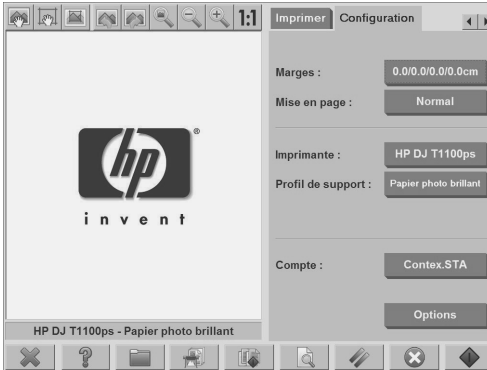 1:1
Imprimer
Configuration
Marges :
0.0/0.0/0.0/0.0cm
Mise en page :
Normal
hp
®
invent
Imprimante :
HP DJ T1100ps
Profil de support :
Papier photo brillant
Compte :
Contex.STA
Options
HP DJ T1100ps - Papier photo brillant
?